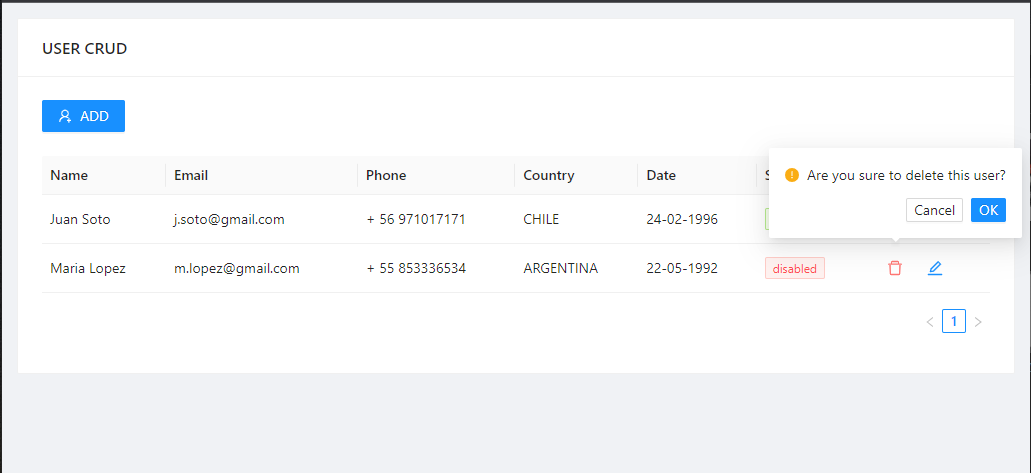 USER CRUD
ADD
Name Email Phone Country Date
Are you sure to delete this user?
Cancel OK
Juan Soto j.soto@gmail.com + 56 971017171 CHILE 24-02-1996
Maria Lopez m.lopez@gmail.com + 55 853336534 ARGENTINA 22-05-1992 disabled
1